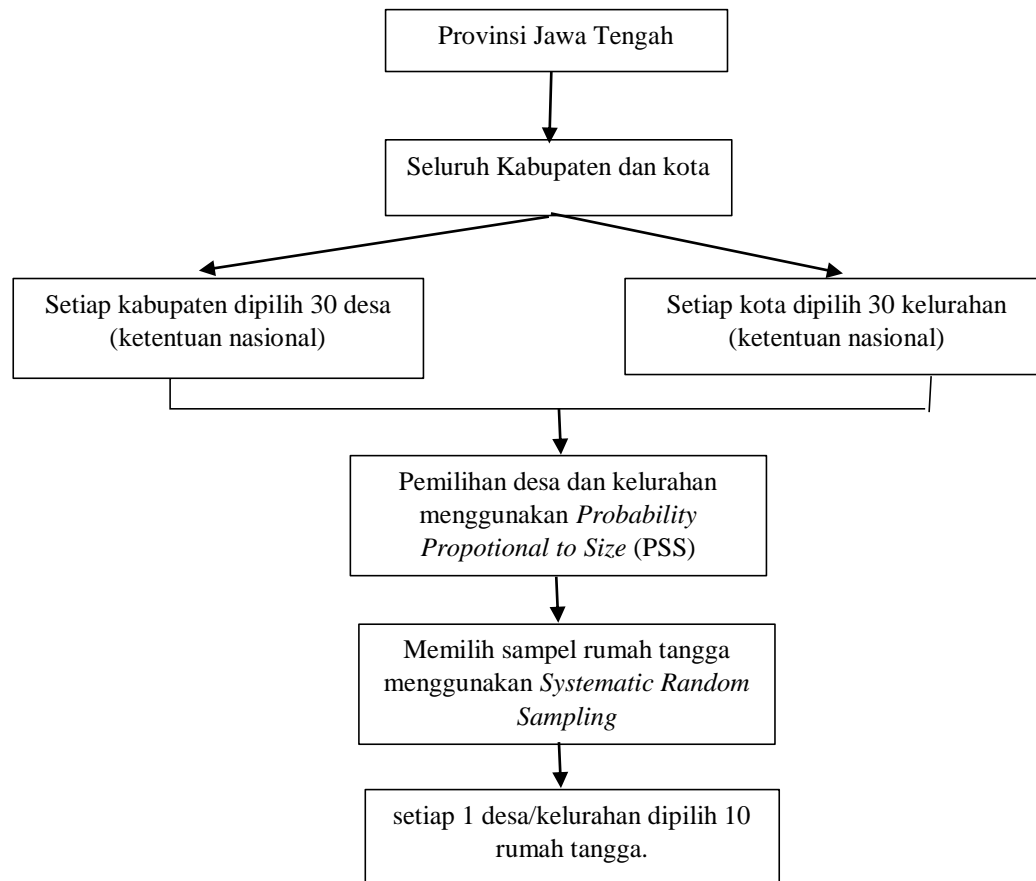 Provinsi Jawa Tengah
Seluruh Kabupaten dan kota
Setiap kabupaten dipilih 30 desa
(ketentuan nasional)
Setiap kota dipilih 30 kelurahan
(ketentuan nasional)
Pemilihan desa dan kelurahan
menggunakan Probability
Propotional to Size (PSS)
Memilih sampel rumah tangga
menggunakan Systematic Random
Sampling
setiap 1 desa/kelurahan dipilih 10
rumah tangga.